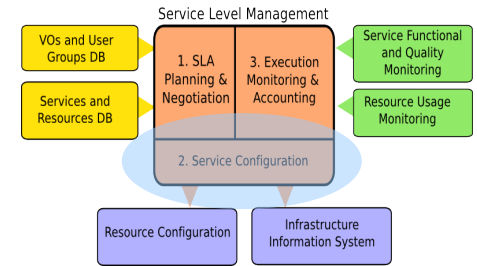 Service Level Management
VOs and User
Groups DB
Services and
Resources DB
1. SLA
Planning &
Negotiation
3. Execution
Monitoring &
Accounting
2. Service Configuration
Service Functional
and Quality
Monitoring
Resource Usage
Monitoring
Resource Configuration
Infrastructure
Information System